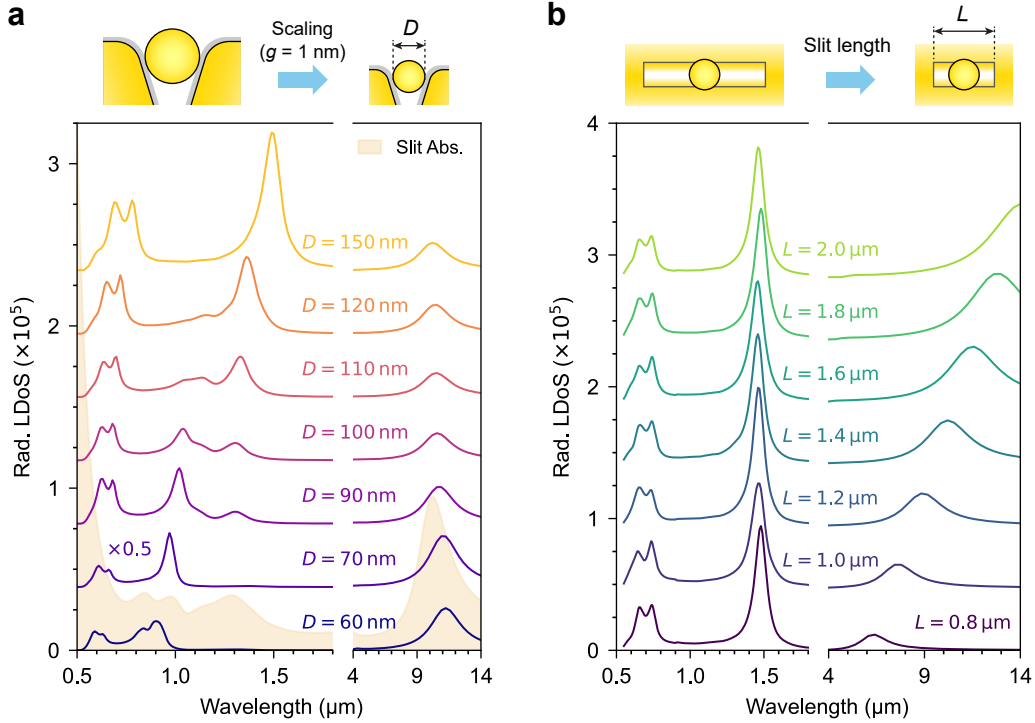 a
Scaling
(g = 1 nm)
D
Slit Abs.
D = 150 nm
D = 120 nm
D = 110 nm
D = 100 nm
D = 90 nm
×0.5
D = 70 nm
D = 60 nm
Rad. LDoS (×10⁵)
3
2
1
0
0.5
1.0
1.5
4
9
14
Wavelength (μm)
b
Slit length
L
L = 2.0 μm
L = 1.8 μm
L = 1.6 μm
L = 1.4 μm
L = 1.2 μm
L = 1.0 μm
L = 0.8 μm
Rad. LDoS (×10⁵)
4
3
2
1
0
0.5
1.0
1.5
4
9
14
Wavelength (μm)